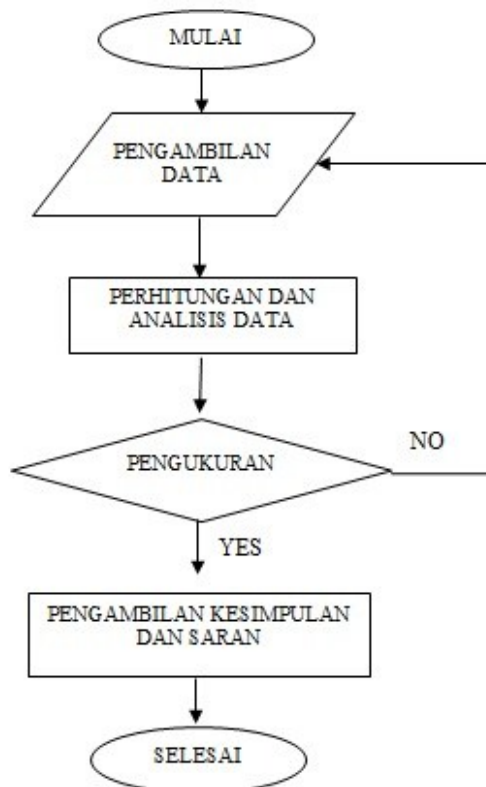 MULAI
PENGAMBILAN
DATA
PERHITUNGAN DAN
ANALISIS DATA
PENGUKURAN
NO
YES
PENGAMBILAN KESIMPULAN
DAN SARAN
SELESAI